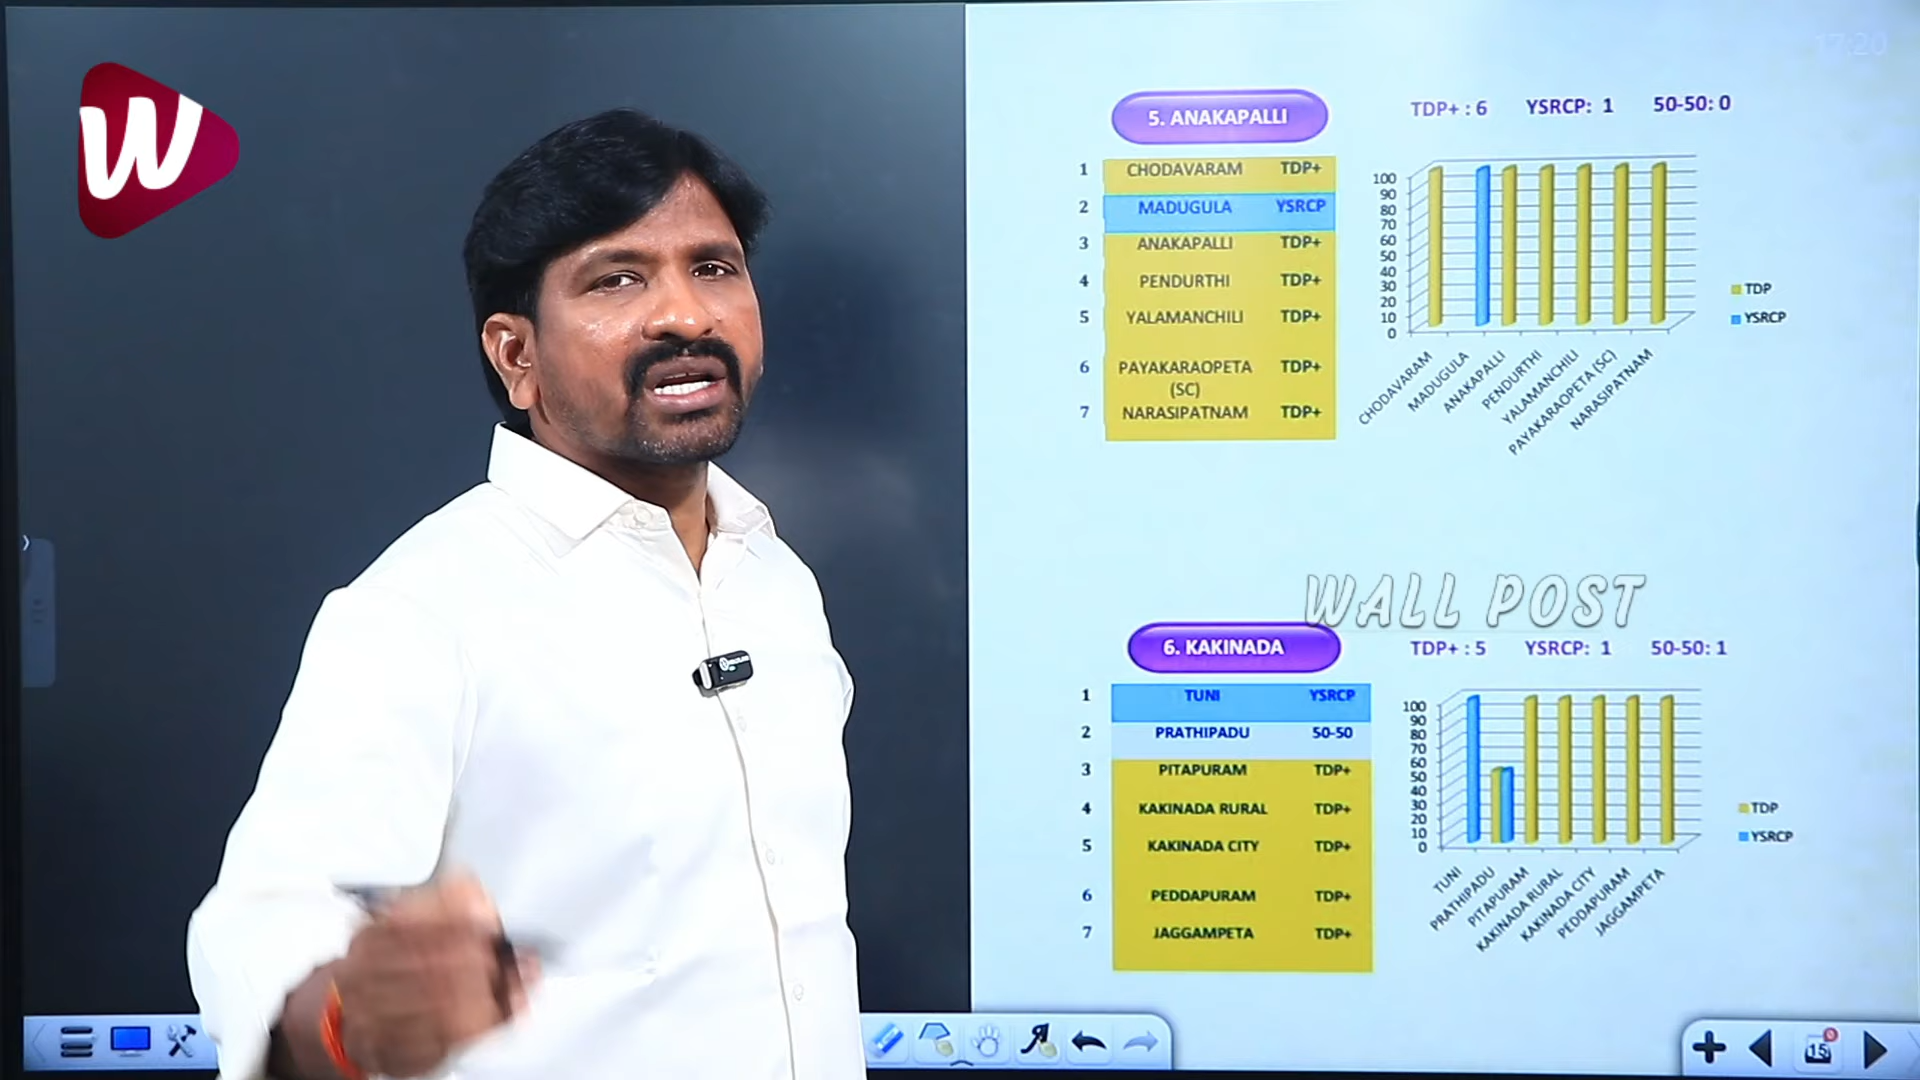 W
17:20
5. ANAKAPALLI
TDP+ : 6 YSRCP: 1 50-50: 0
1 CHODAVARAM TDP+
2 MADUGULA YSRCP
3 ANAKAPALLI TDP+
4 PENDURTHI TDP+
5 YALAMANCHILI TDP+
6 PAYAKARAOPETA (SC) TDP+
7 NARASIPATNAM TDP+
100
90
80
70
60
50
40
30
20
10
0
CHODAVARAM
MADUGULA
ANAKAPALLI
PENDURTHI
YALAMANCHILI
PAYAKARAOPETA (SC)
NARASIPATNAM
TDP
YSRCP
WALL POST
6. KAKINADA
TDP+ : 5 YSRCP: 1 50-50: 1
1 TUNI YSRCP
2 PRATHIPADU 50-50
3 PITAPURAM TDP+
4 KAKINADA RURAL TDP+
5 KAKINADA CITY TDP+
6 PEDDAPURAM TDP+
7 JAGGAMPETA TDP+
100
90
80
70
60
50
40
30
20
10
0
TUNI
PRATHIPADU
PITAPURAM
KAKINADA RURAL
KAKINADA CITY
PEDDAPURAM
JAGGAMPETA
TDP
YSRCP
15